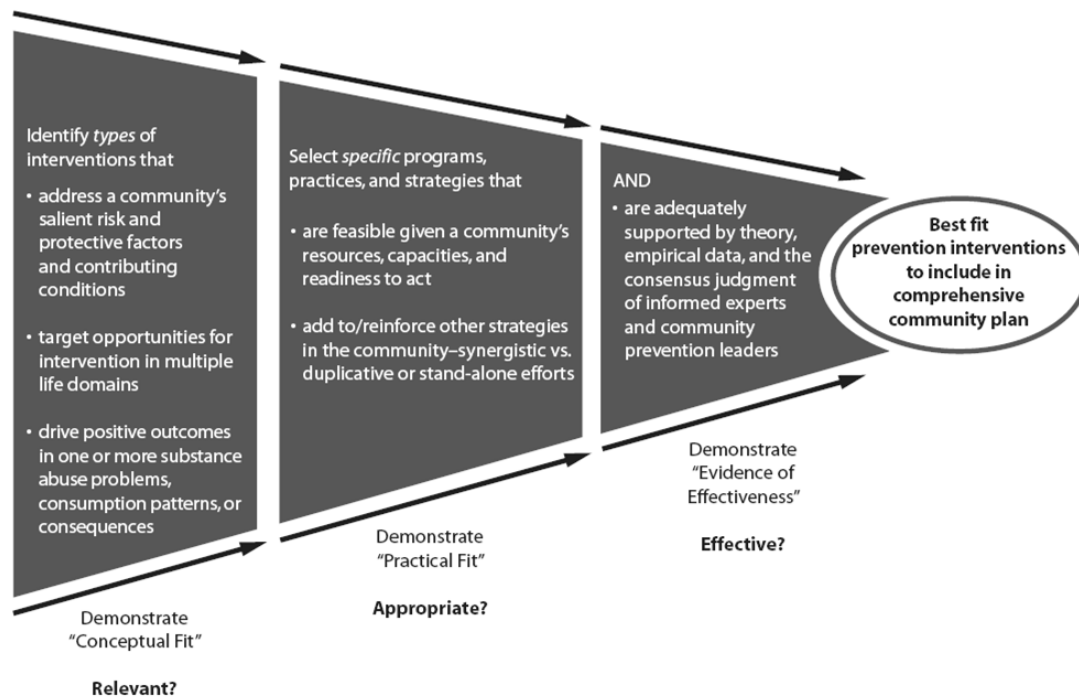 Identify types of
interventions that
• address a community's
salient risk and
protective factors
and contributing
conditions
• target opportunities for
intervention in multiple
life domains
• drive positive outcomes
in one or more substance
abuse problems,
consumption patterns, or
consequences
Demonstrate
“Conceptual Fit”
Relevant?
Select specific programs,
practices, and strategies that
• are feasible given a community's
resources, capacities, and
readiness to act
• add to/reinforce other strategies
in the community–synergistic vs.
duplicative or stand-alone efforts
Demonstrate
“Practical Fit”
Appropriate?
AND
• are adequately
supported by theory,
empirical data, and the
consensus judgment
of informed experts
and community
prevention leaders
Demonstrate
“Evidence of
Effectiveness”
Effective?
Best fit
prevention interventions
to include in
comprehensive
community plan